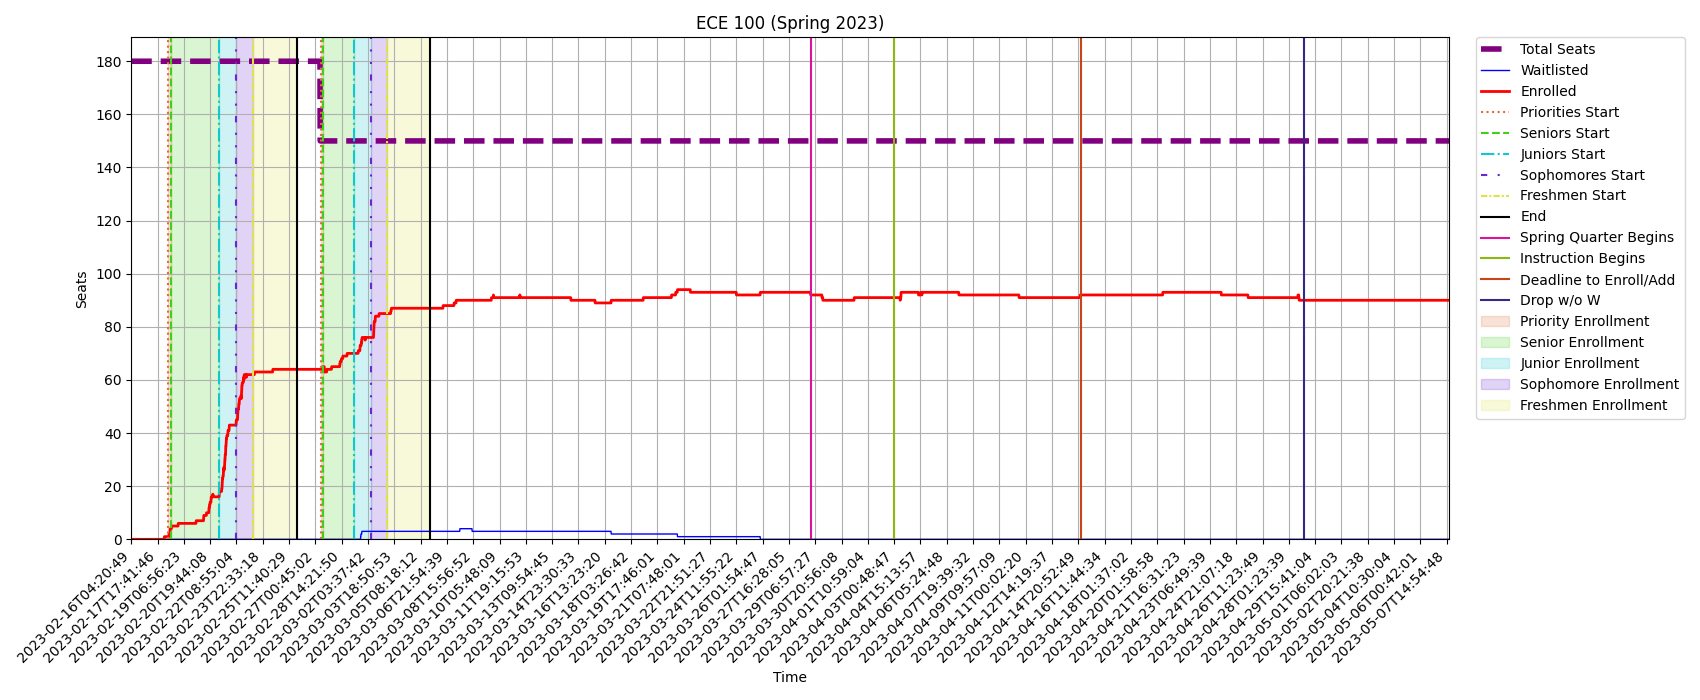 ECE 100 (Spring 2023)
Seats
180
160
140
120
100
80
60
40
20
0
2023-02-16T04:20:49
2023-02-17T17:41:46
2023-02-19T06:56:23
2023-02-20T19:44:08
2023-02-22T08:55:04
2023-02-23T22:33:18
2023-02-25T11:40:29
2023-02-27T00:45:02
2023-02-28T14:21:50
2023-03-02T03:37:42
2023-03-03T18:50:53
2023-03-05T08:18:12
2023-03-06T21:54:39
2023-03-08T15:56:52
2023-03-10T05:48:09
2023-03-11T19:15:53
2023-03-13T09:54:45
2023-03-14T23:30:33
2023-03-16T13:23:20
2023-03-18T03:26:42
2023-03-19T17:46:01
2023-03-21T07:48:01
2023-03-22T21:51:27
2023-03-24T11:55:22
2023-03-26T01:54:47
2023-03-27T16:28:05
2023-03-29T06:57:27
2023-03-30T20:56:08
2023-04-01T10:59:04
2023-04-03T00:48:47
2023-04-04T15:13:57
2023-04-06T05:24:48
2023-04-07T19:39:32
2023-04-09T09:57:09
2023-04-11T00:02:20
2023-04-12T14:19:37
2023-04-14T20:52:49
2023-04-16T11:44:34
2023-04-18T01:37:02
2023-04-20T01:58:58
2023-04-21T16:31:23
2023-04-23T06:49:39
2023-04-24T21:07:18
2023-04-26T11:23:49
2023-04-28T01:23:39
2023-04-29T15:41:04
2023-05-01T06:02:03
2023-05-02T20:21:38
2023-05-04T10:30:04
2023-05-06T00:42:01
2023-05-07T14:54:48
Time
Total Seats
Waitlisted
Enrolled
Priorities Start
Seniors Start
Juniors Start
Sophomores Start
Freshmen Start
End
Spring Quarter Begins
Instruction Begins
Deadline to Enroll/Add
Drop w/o W
Priority Enrollment
Senior Enrollment
Junior Enrollment
Sophomore Enrollment
Freshmen Enrollment